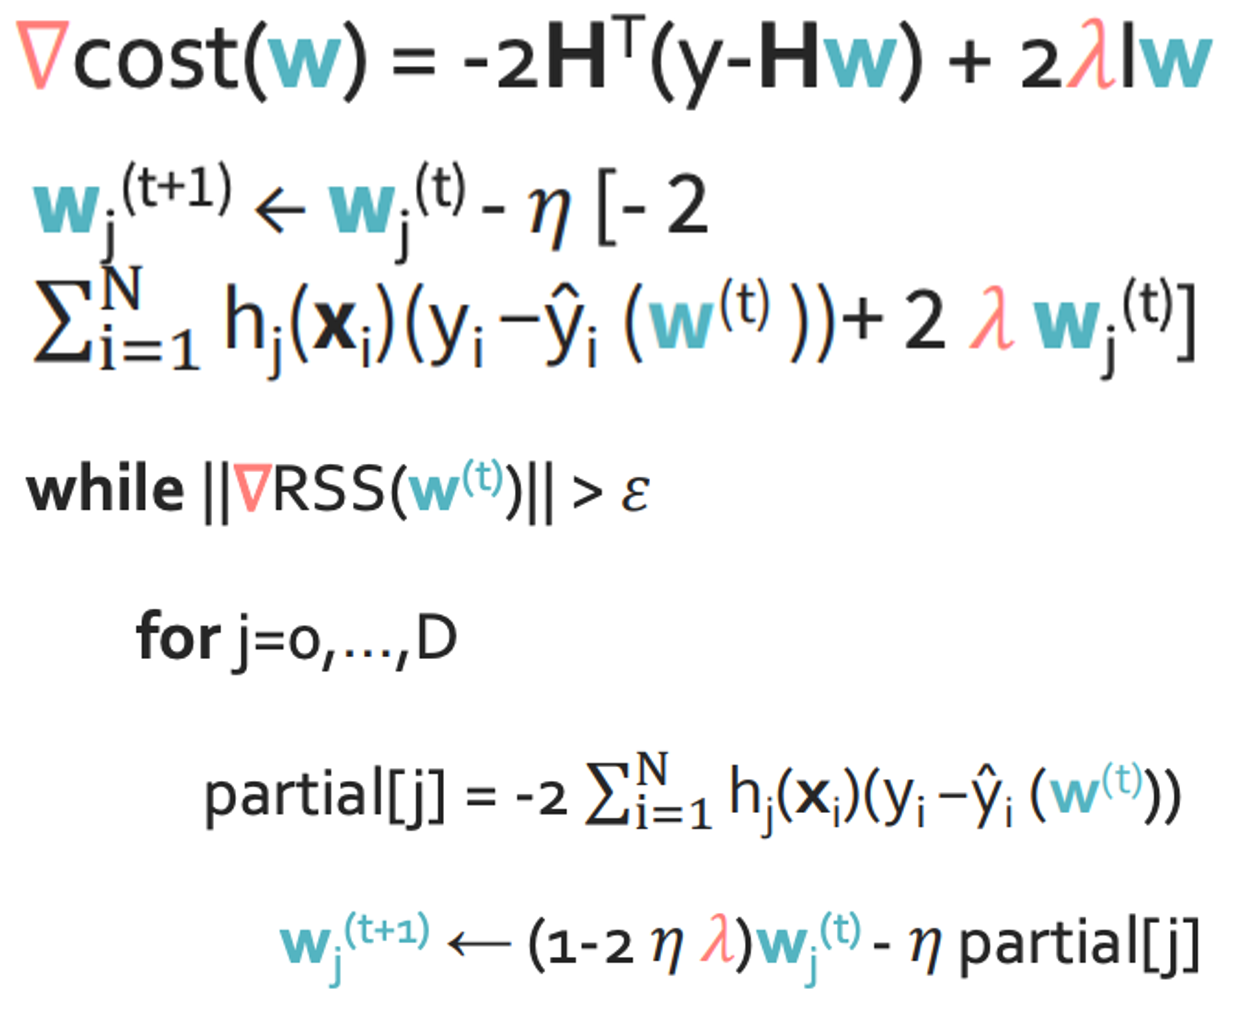 ∇cost(w) = -2Hᵀ(y-Hw) + 2λIw
wⱼ⁽ᵗ⁺¹⁾ ← wⱼ⁽ᵗ⁾ - η [- 2
∑ᵢ₌₁ᴺ hⱼ(xᵢ)(yᵢ −ŷᵢ (w⁽ᵗ⁾ ))+ 2 λ wⱼ⁽ᵗ⁾]
while ||∇RSS(w⁽ᵗ⁾)|| > ε
for j=0,...,D
partial[j] = -2 ∑ᵢ₌₁ᴺ hⱼ(xᵢ)(yᵢ −ŷᵢ (w⁽ᵗ⁾))
wⱼ⁽ᵗ⁺¹⁾ ← (1-2 η λ)wⱼ⁽ᵗ⁾ - η partial[j]